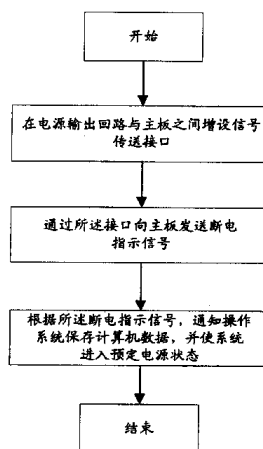 开始
在电源输出回路与主板之间增设信号
传送接口
通过所述接口向主板发送断电
指示信号
根据所述断电指示信号，通知操作
系统保存计算机数据，并使系统
进入预定电源状态
结束